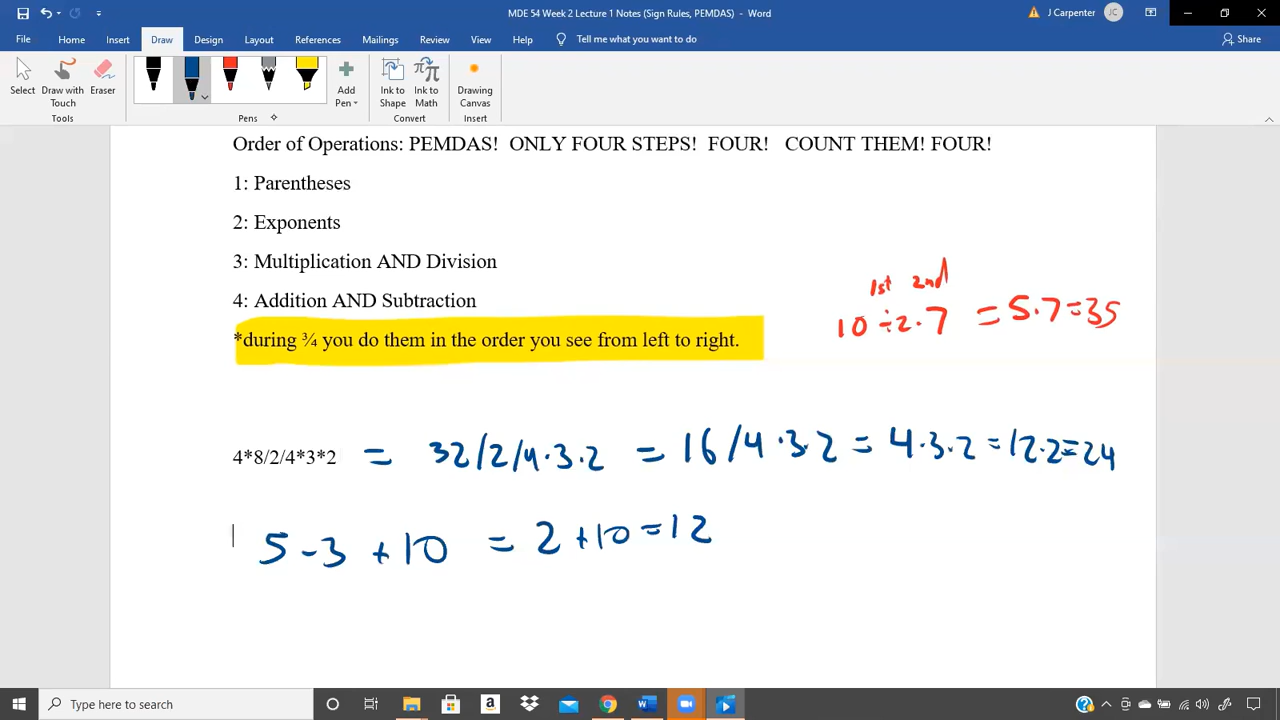 MDE 54 Week 2 Lecture 1 Notes (Sign Rules, PEMDAS) - Word
J Carpenter JC
File Home Insert Draw Design Layout References Mailings Review View Help Tell me what you want to do Share
Select Draw with Touch Eraser Add Pen Ink to Shape Ink to Math Drawing Canvas
Tools Pens Convert Insert
Order of Operations: PEMDAS! ONLY FOUR STEPS! FOUR! COUNT THEM! FOUR!
1: Parentheses
2: Exponents
3: Multiplication AND Division
1st 2nd
4: Addition AND Subtraction
10 ÷ 2 · 7 = 5 · 7 = 35
*during ¾ you do them in the order you see from left to right.
4*8/2/4*3*2 = 32/2/4·3·2 = 16/4·3·2 = 4·3·2 = 12·2 = 24
5 - 3 + 10 = 2 + 10 = 12
Type here to search